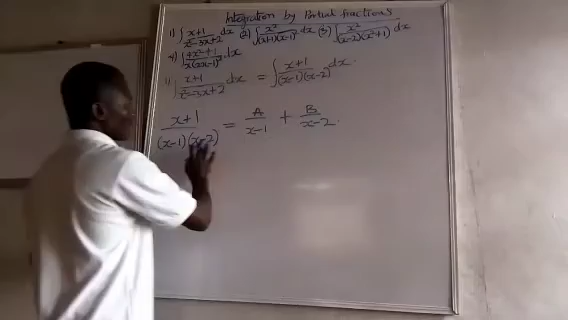 Integration by Partial fractions
1) ∫ x+1/x²-3x+2 dx (2) ∫ x²/(x+1)(x-1)² dx (3) ∫ x²/(x-2)(x²+1) dx
4) ∫ 4x²+1/x(2x-1)² dx
1) ∫ x+1/x²-3x+2 dx = ∫ x+1/(x-1)(x-2) dx.
x+1/(x-1)(x-2) = A/x-1 + B/x-2.